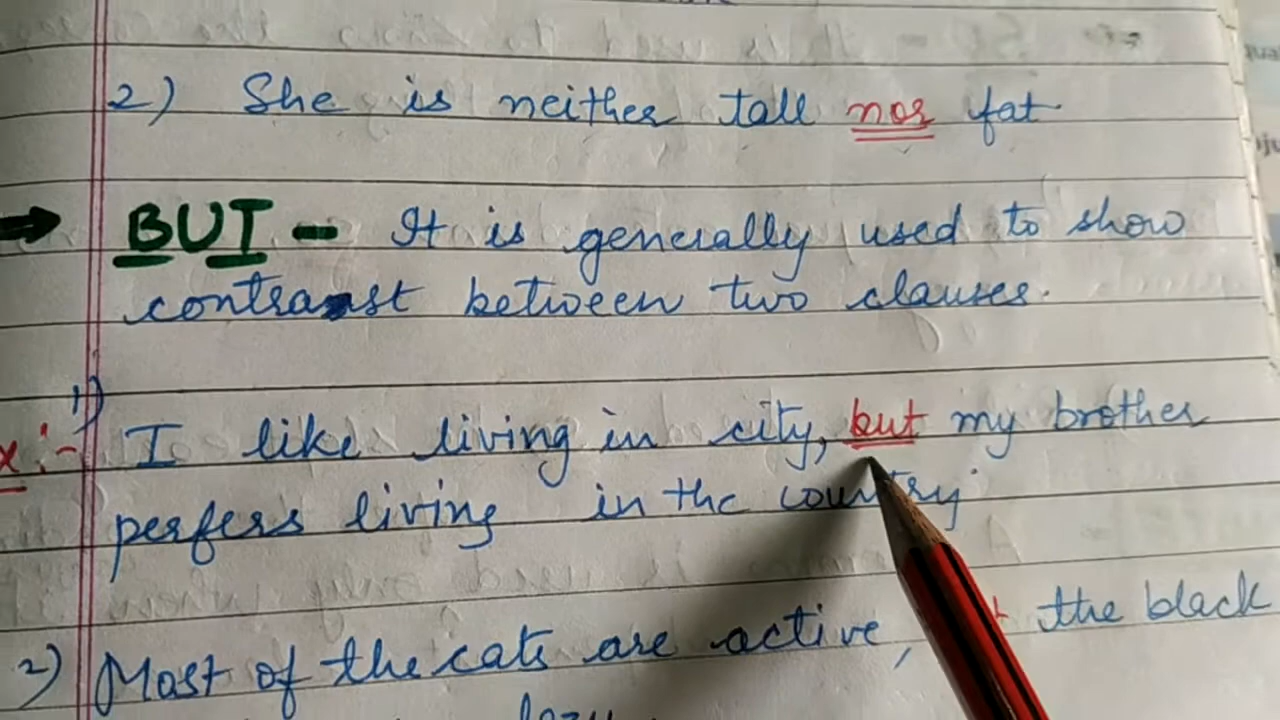 2) She is neither tall nor fat
BUT - It is generally used to show
contrast between two clauses.
x:- 1) I like living in city, but my brother
perfers living in the country
2) Most of the cats are active, the black
lazy